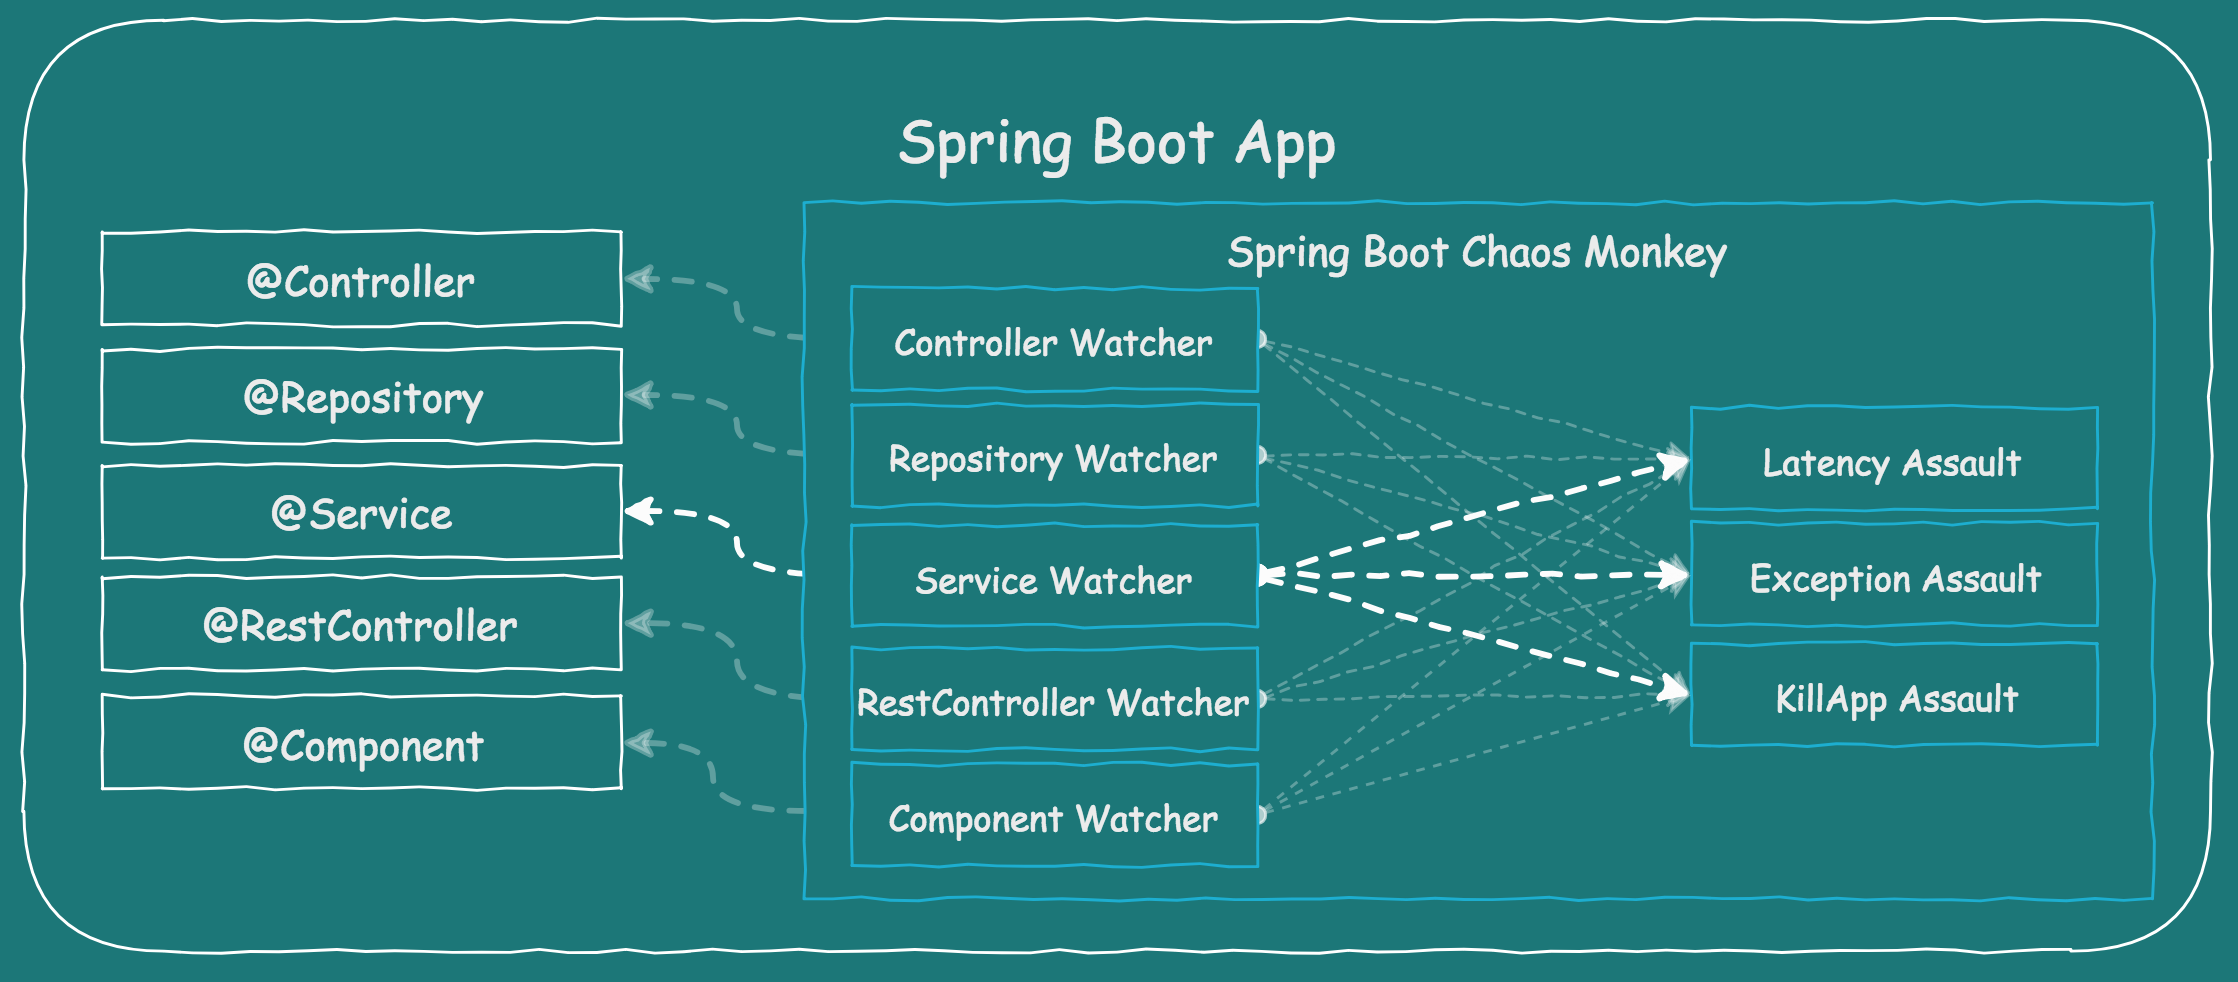 Spring Boot App
@Controller
@Repository
@Service
@RestController
@Component
Spring Boot Chaos Monkey
Controller Watcher
Repository Watcher
Service Watcher
RestController Watcher
Component Watcher
Latency Assault
Exception Assault
KillApp Assault